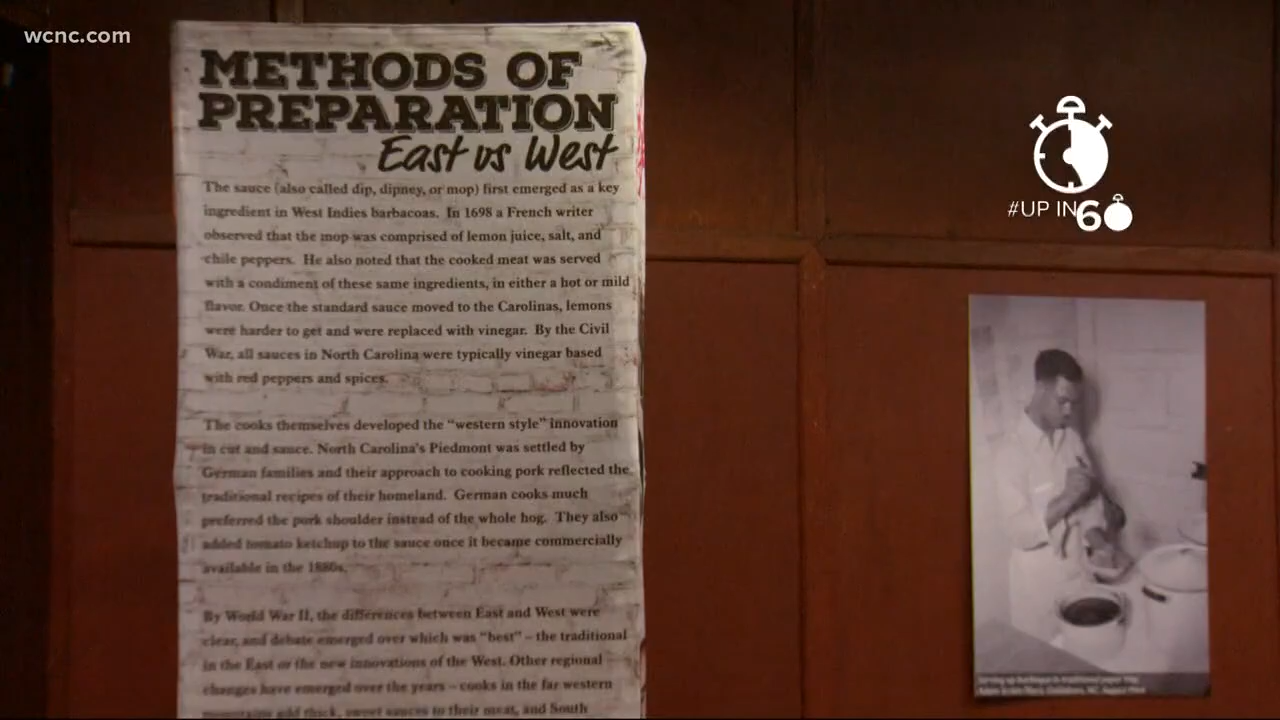 wcnc.com
METHODS OF
PREPARATION
East vs West
The sauce (also called dip, dipney, or mop) first emerged as a key
ingredient in West Indies barbacoas. In 1698 a French writer
observed that the mop was comprised of lemon juice, salt, and
chile peppers. He also noted that the cooked meat was served
with a condiment of these same ingredients, in either a hot or mild
flavor. Once the standard sauce moved to the Carolinas, lemons
were harder to get and were replaced with vinegar. By the Civil
War, all sauces in North Carolina were typically vinegar based
with red peppers and spices.
The cooks themselves developed the “western style” innovation
in cut and sauce. North Carolina's Piedmont was settled by
German families and their approach to cooking pork reflected the
traditional recipes of their homeland. German cooks much
preferred the pork shoulder instead of the whole hog. They also
added tomato ketchup to the sauce once it became commercially
available in the 1880s.
By World War II, the differences between East and West were
clear, and debate emerged over which was “best” – the traditional
in the East or the new innovations of the West. Other regional
changes have emerged over the years – cooks in the far western
mountains add thick, sweet sauces to their meat, and South
#UP IN 60